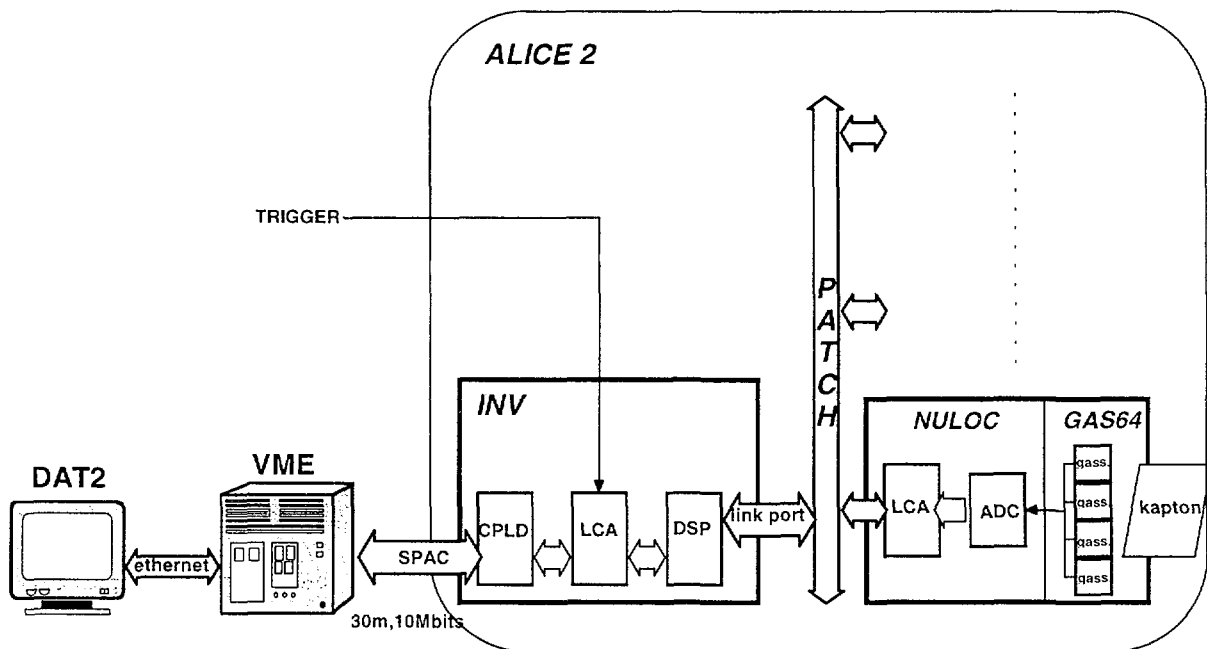 ALICE 2
TRIGGER
PATCH
INV
NULOC
GAS64
DAT2
VME
CPLD
LCA
DSP
link port
LCA
ADC
gass.
gass.
gass.
gass.
kapton
ethernet
SPAC
30m,10Mbits